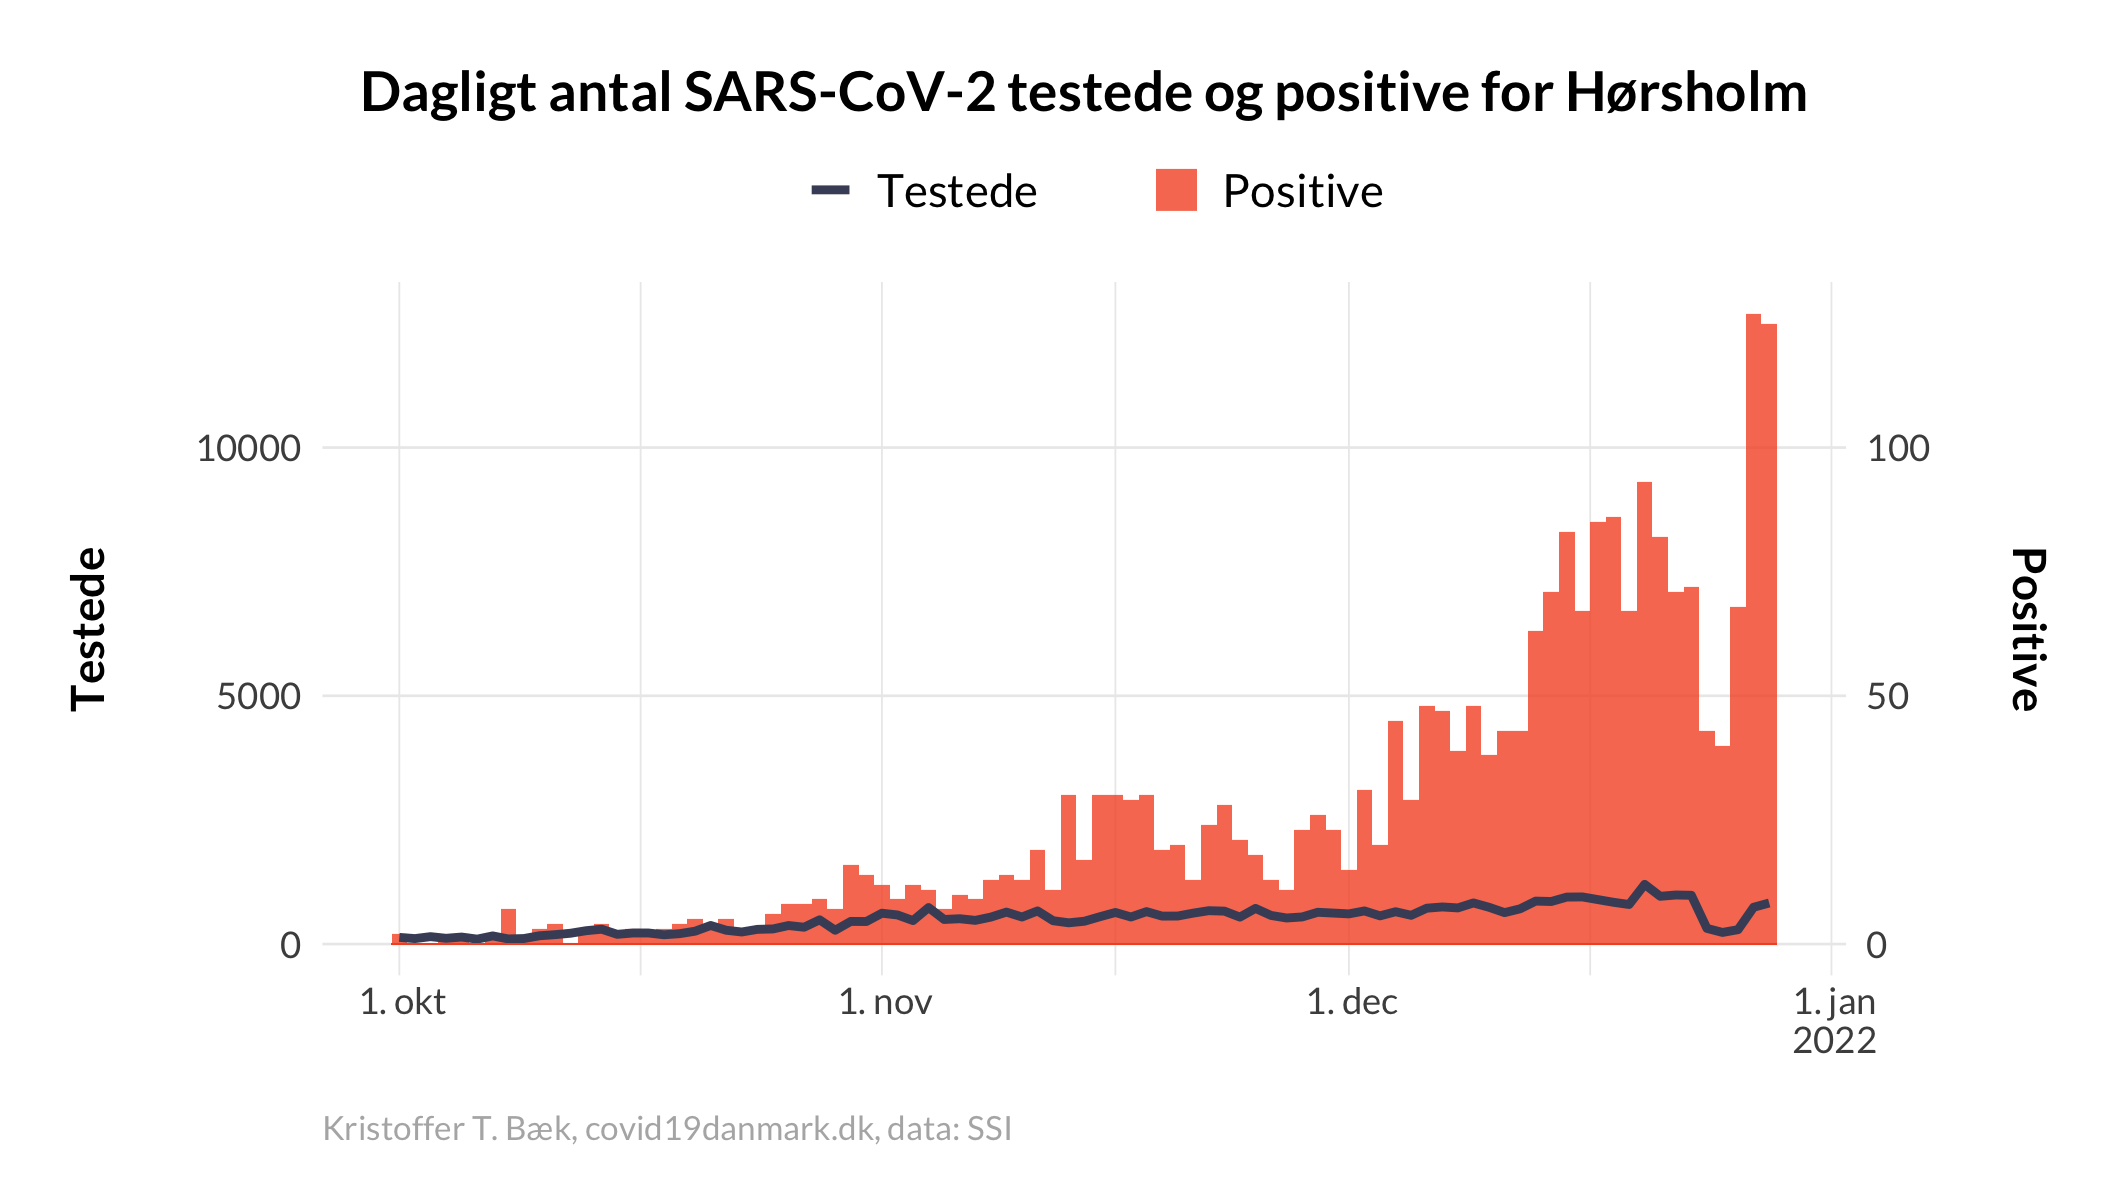 Dagligt antal SARS-CoV-2 testede og positive for Hørsholm
Testede
Positive
10000
5000
0
100
50
0
Testede
Positive
1. okt
1. nov
1. dec
1. jan
2022
Kristoffer T. Bæk, covid19danmark.dk, data: SSI